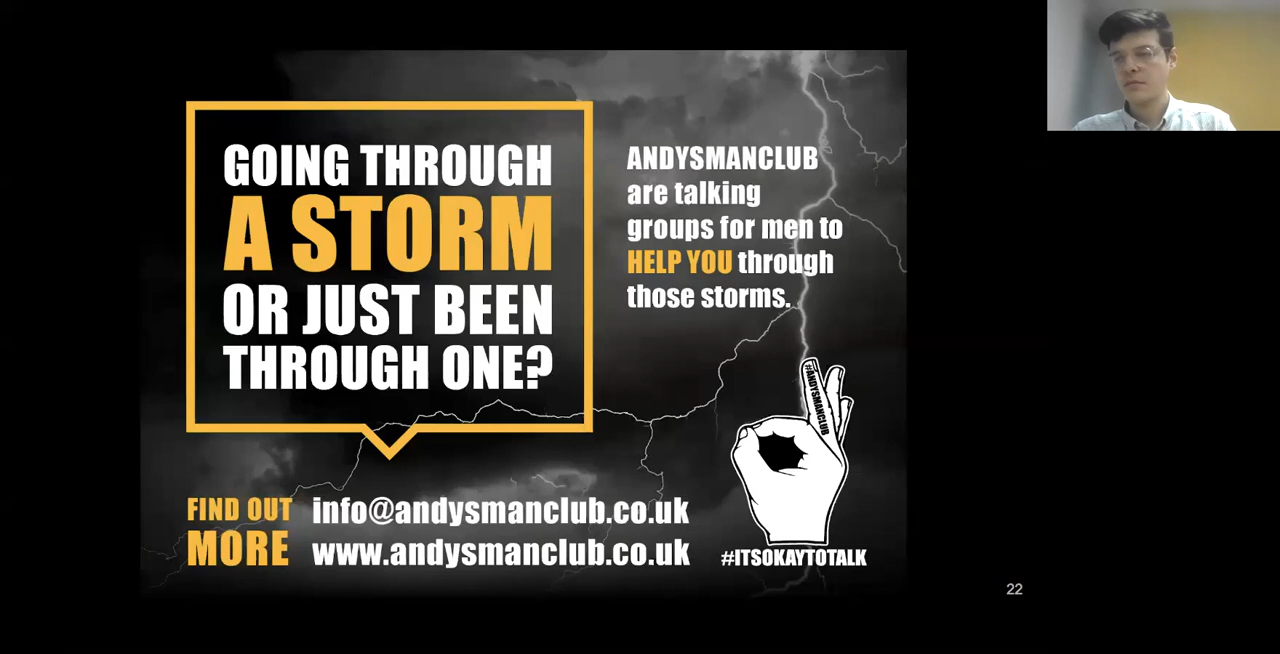 GOING THROUGH
A STORM
OR JUST BEEN
THROUGH ONE?
ANDYSMANCLUB
are talking
groups for men to
HELP YOU through
those storms.
#ANDYSMANCLUB
FIND OUT
MORE
info@andysmanclub.co.uk
www.andysmanclub.co.uk
#ITSOKAYTOTALK
22